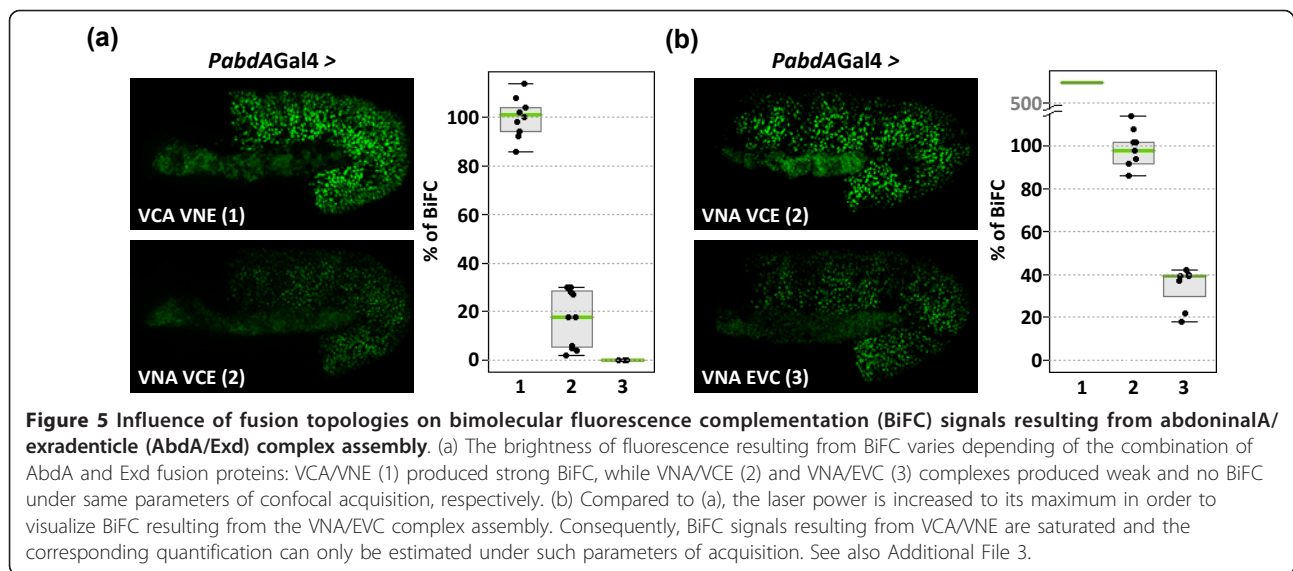 (a)
PabdAGal4 >
VCA VNE (1)
VNA VCE (2)
% of BiFC
100
80
60
40
20
0
1 2 3
(b)
PabdAGal4 >
VNA VCE (2)
VNA EVC (3)
% of BiFC
500
100
80
60
40
20
0
1 2 3
Figure 5 Influence of fusion topologies on bimolecular fluorescence complementation (BiFC) signals resulting from abdoninalA/
exradenticle (AbdA/Exd) complex assembly. (a) The brightness of fluorescence resulting from BiFC varies depending of the combination of
AbdA and Exd fusion proteins: VCA/VNE (1) produced strong BiFC, while VNA/VCE (2) and VNA/EVC (3) complexes produced weak and no BiFC
under same parameters of confocal acquisition, respectively. (b) Compared to (a), the laser power is increased to its maximum in order to
visualize BiFC resulting from the VNA/EVC complex assembly. Consequently, BiFC signals resulting from VCA/VNE are saturated and the
corresponding quantification can only be estimated under such parameters of acquisition. See also Additional File 3.